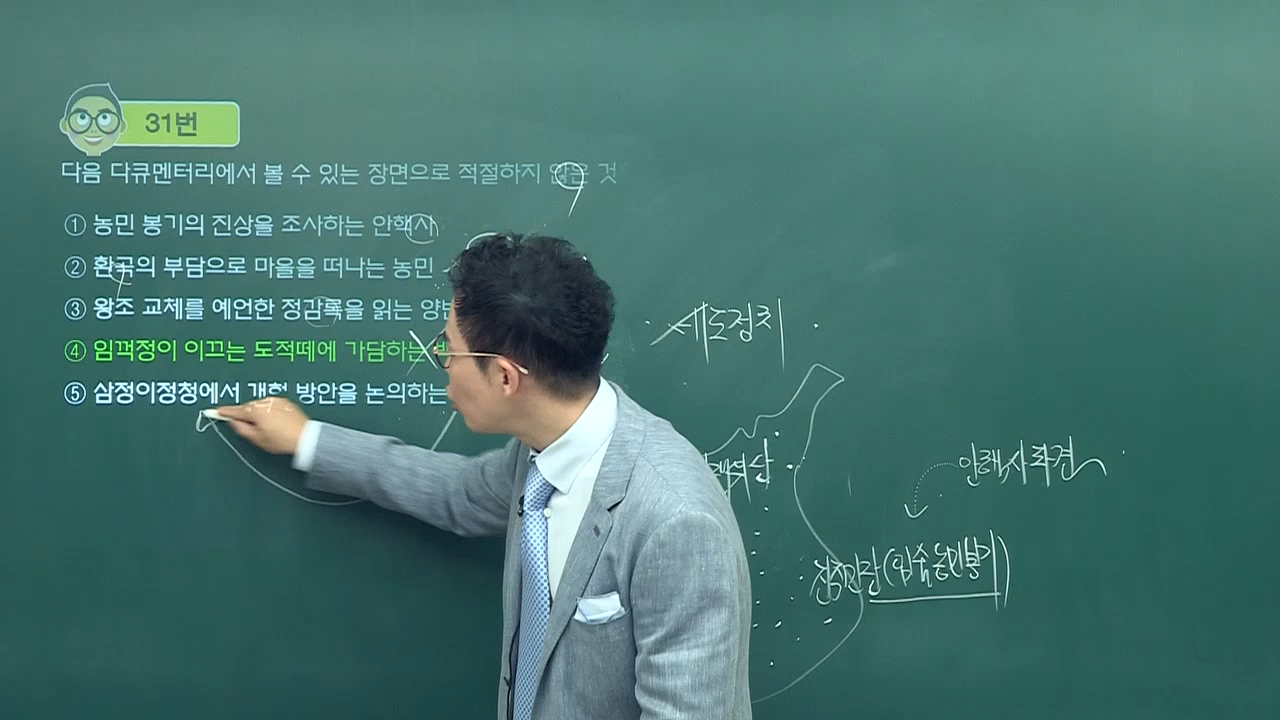 31번
다음 다큐멘터리에서 볼 수 있는 장면으로 적절하지 않은 것
① 농민 봉기의 진상을 조사하는 안핵사
② 환곡의 부담으로 마을을 떠나는 농민
③ 왕조 교체를 예언한 정감록을 읽는 양반
④ 임꺽정이 이끄는 도적떼에 가담하는
⑤ 삼정이정청에서 개혁 방안을 논의하는
세도정치
안핵사 파견
진주민란(임술농민봉기)